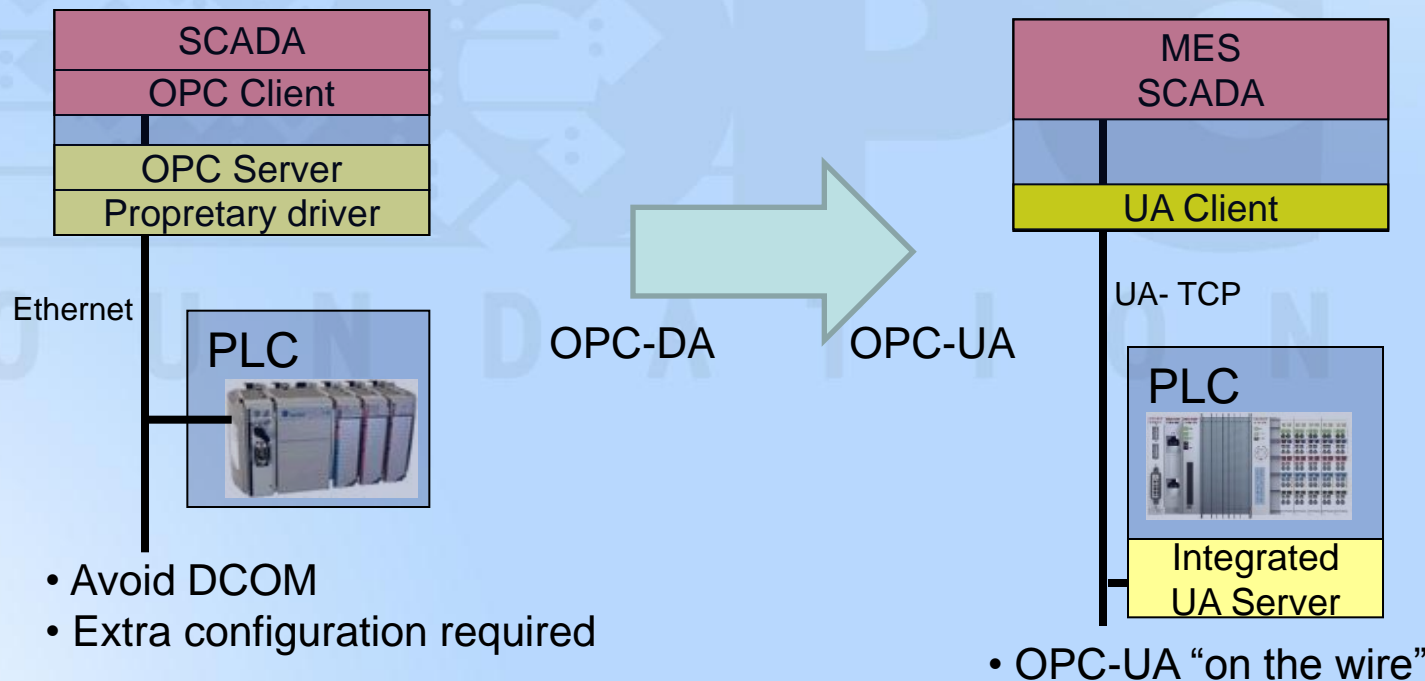 SCADA
OPC Client
OPC Server
Propretary driver
Ethernet
PLC
• Avoid DCOM
• Extra configuration required
OPC-DA
OPC-UA
MES
SCADA
UA Client
UA- TCP
PLC
Integrated
UA Server
• OPC-UA “on the wire”
O U N D A T I O N